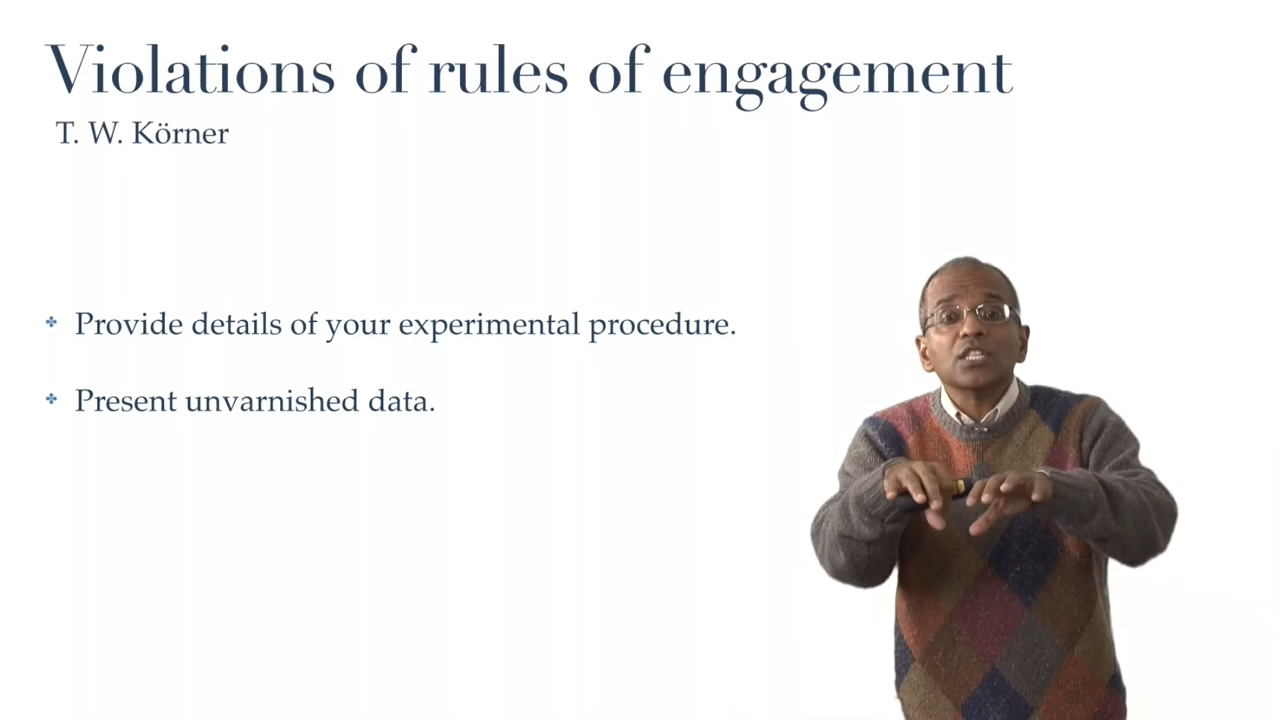 Violations of rules of engagement
T. W. Körner
Provide details of your experimental procedure.
Present unvarnished data.